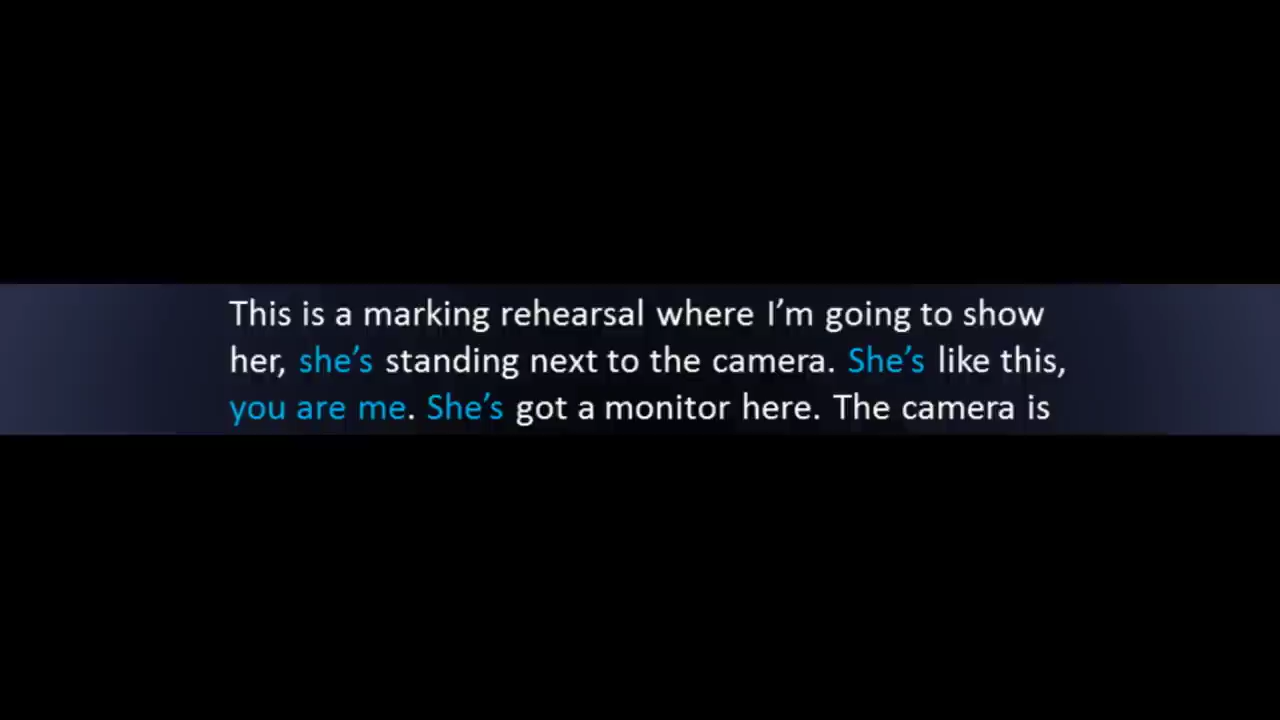 This is a marking rehearsal where I’m going to show
her, she’s standing next to the camera. She’s like this,
you are me. She’s got a monitor here. The camera is